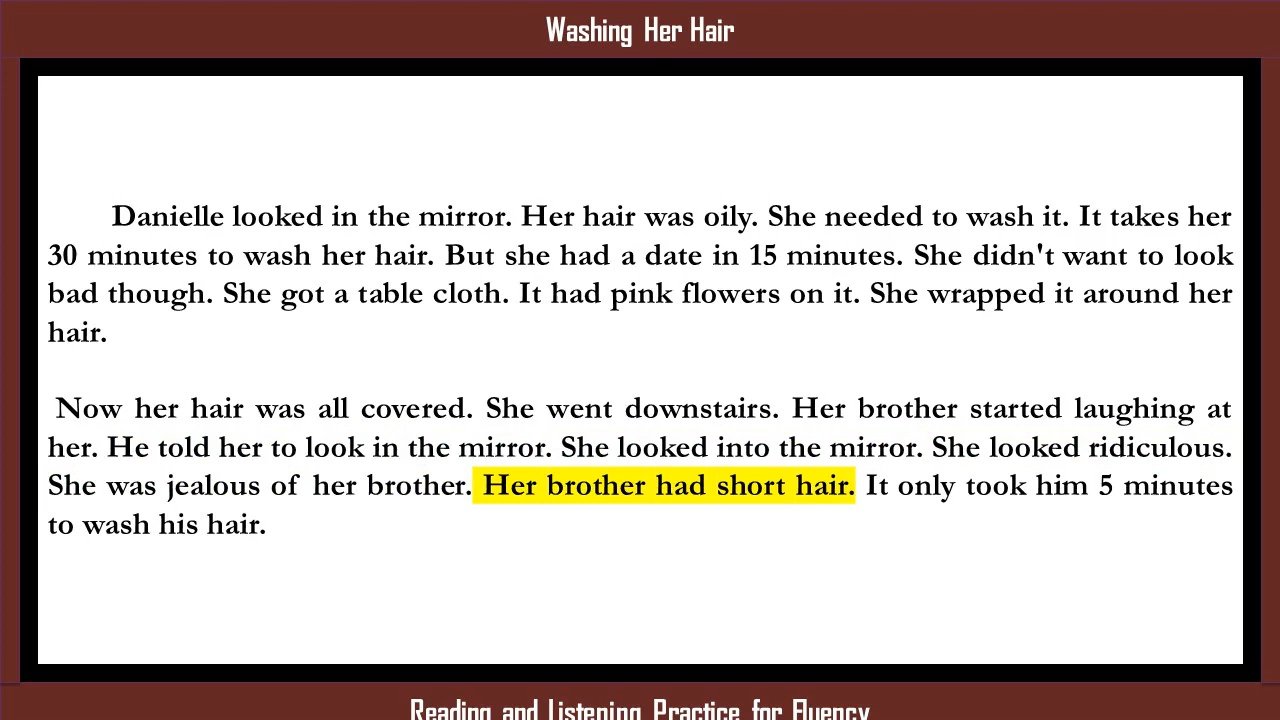 Washing Her Hair
Danielle looked in the mirror. Her hair was oily. She needed to wash it. It takes her
30 minutes to wash her hair. But she had a date in 15 minutes. She didn't want to look
bad though. She got a table cloth. It had pink flowers on it. She wrapped it around her
hair.
Now her hair was all covered. She went downstairs. Her brother started laughing at
her. He told her to look in the mirror. She looked into the mirror. She looked ridiculous.
She was jealous of her brother. Her brother had short hair. It only took him 5 minutes
to wash his hair.
Reading and Listening Practice for Fluency